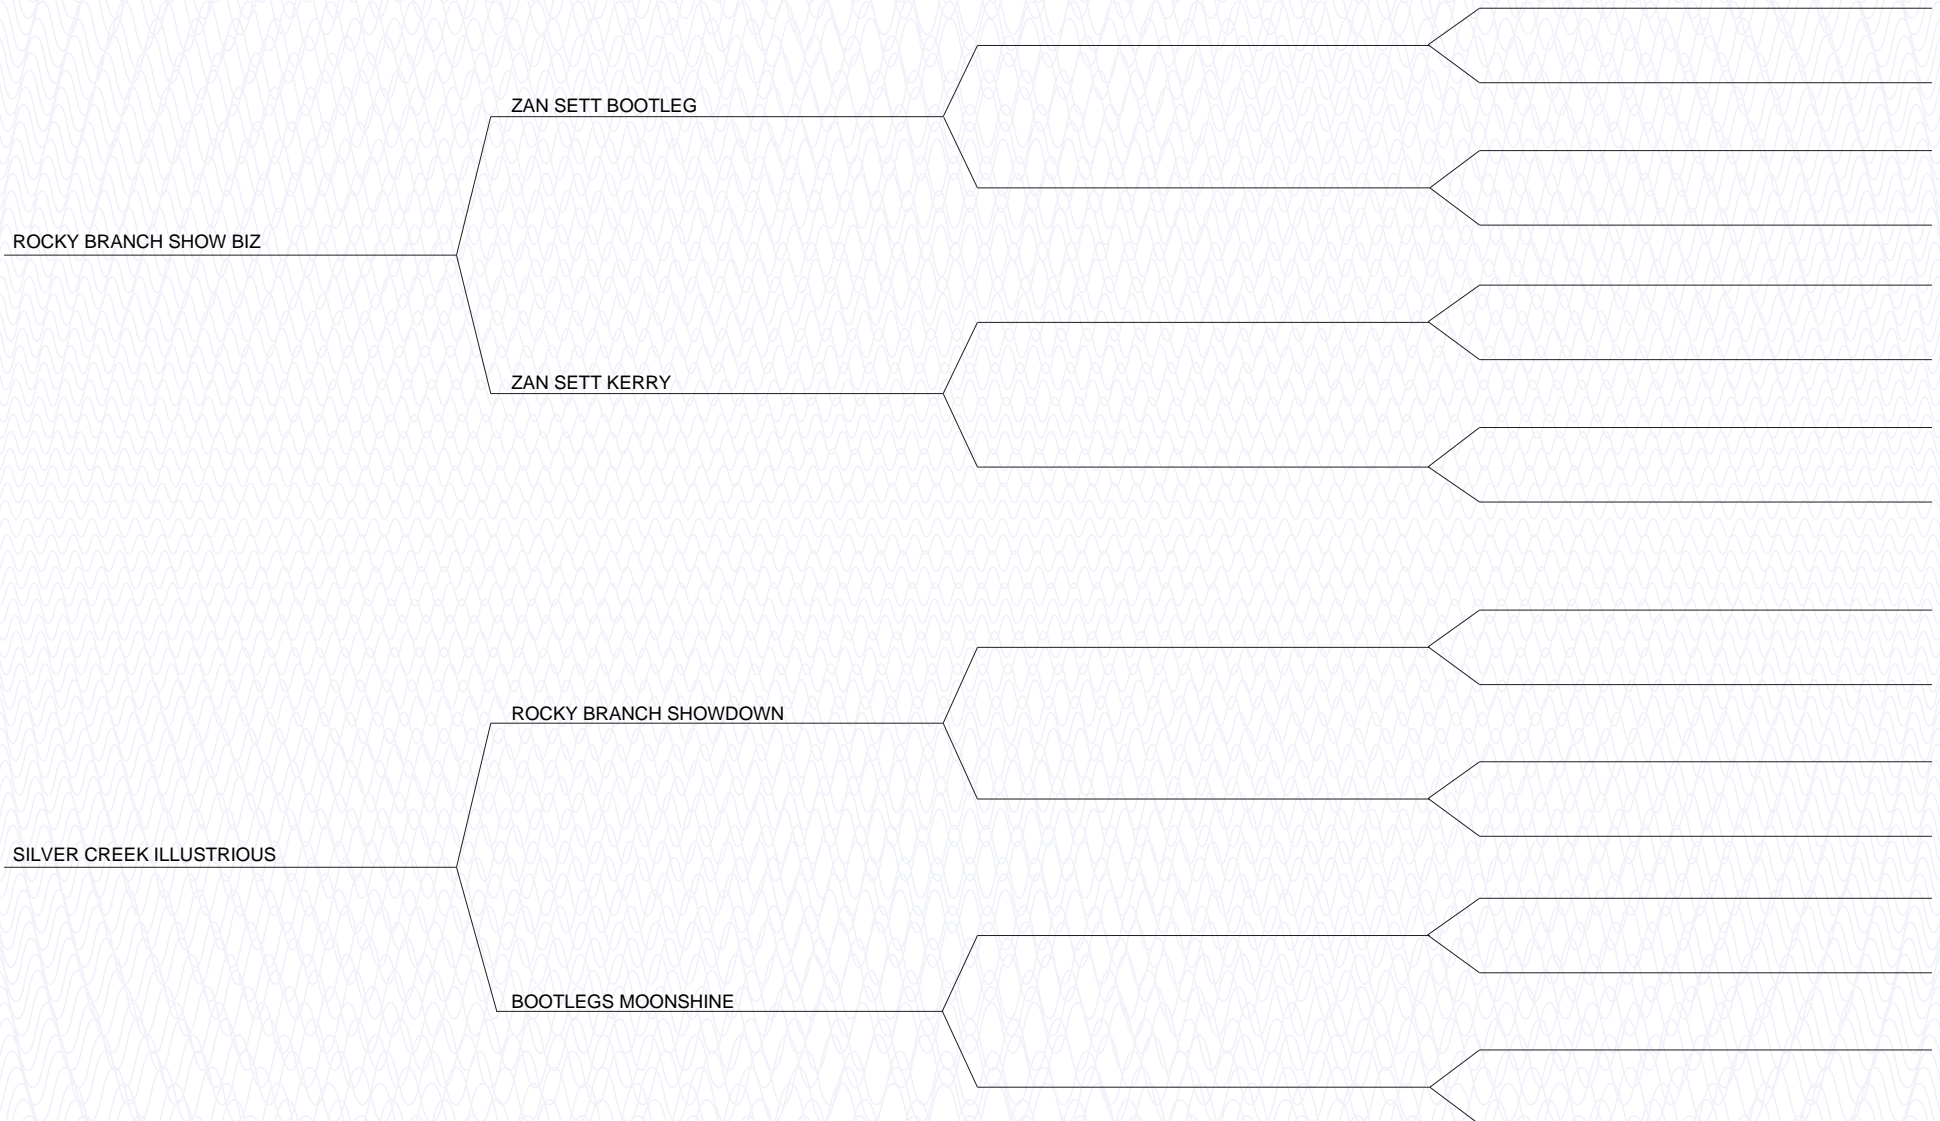 ZAN SETT BOOTLEG
ROCKY BRANCH SHOW BIZ
ZAN SETT KERRY
ROCKY BRANCH SHOWDOWN
SILVER CREEK ILLUSTRIOUS
BOOTLEGS MOONSHINE